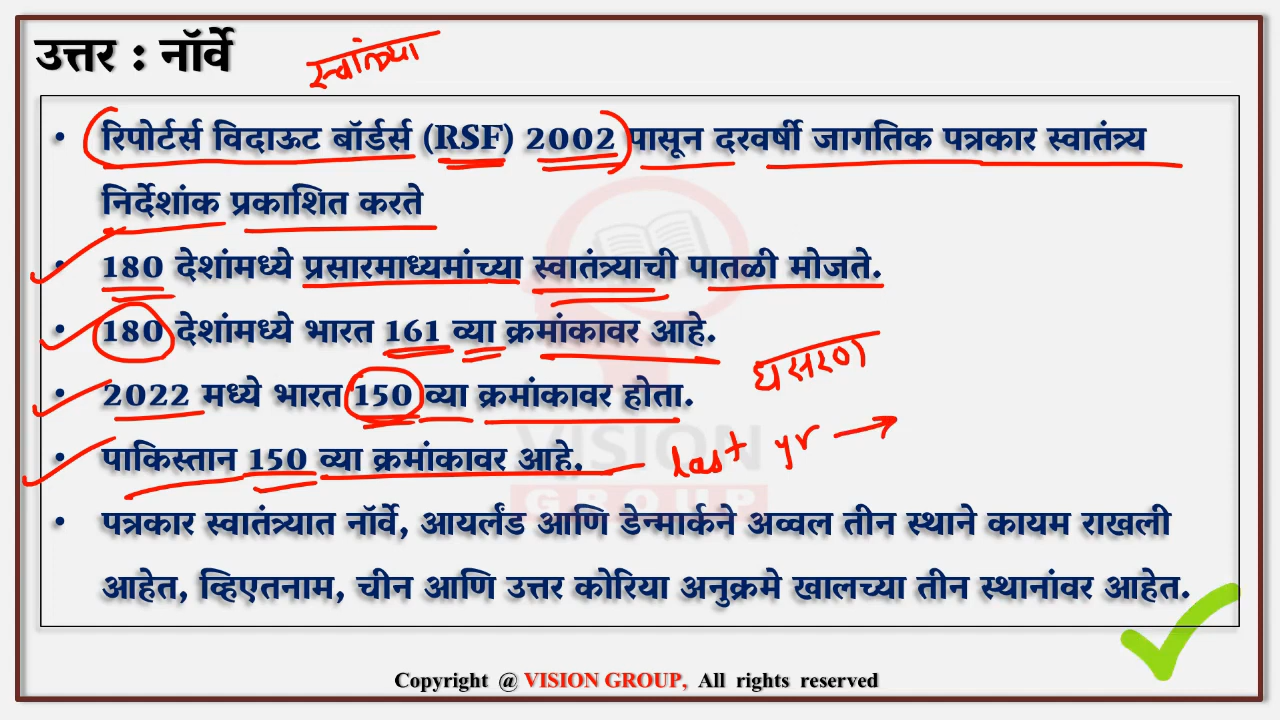 उत्तर : नॉर्वे
स्वातंत्र्या
• रिपोर्टर्स विदाऊट बॉर्डर्स (RSF) 2002 पासून दरवर्षी जागतिक पत्रकार स्वातंत्र्य
निर्देशांक प्रकाशित करते
• 180 देशांमध्ये प्रसारमाध्यमांच्या स्वातंत्र्याची पातळी मोजते.
• 180 देशांमध्ये भारत 161 व्या क्रमांकावर आहे.
घसरण
• 2022 मध्ये भारत 150 व्या क्रमांकावर होता.
• पाकिस्तान 150 व्या क्रमांकावर आहे.
last yr →
VISION
GROUP
• पत्रकार स्वातंत्र्यात नॉर्वे, आयर्लंड आणि डेन्मार्कने अव्वल तीन स्थाने कायम राखली
आहेत, व्हिएतनाम, चीन आणि उत्तर कोरिया अनुक्रमे खालच्या तीन स्थानांवर आहेत.
Copyright @ VISION GROUP, All rights reserved